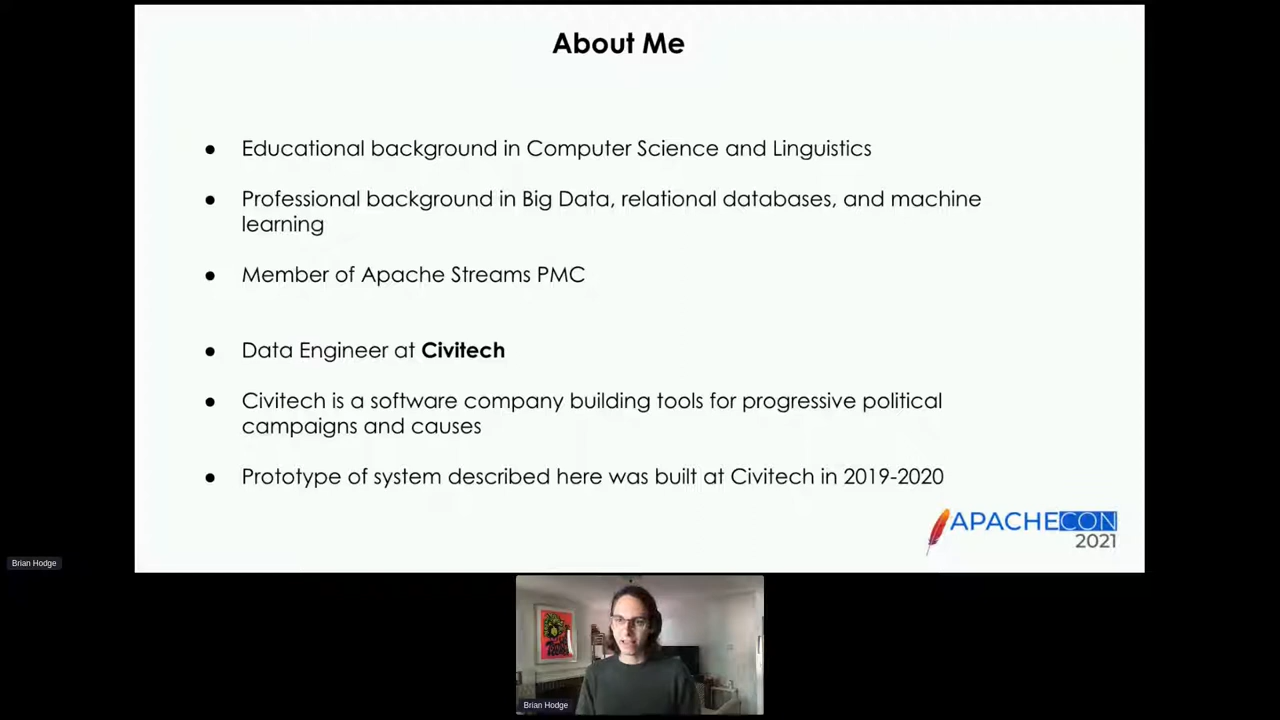 About Me
● Educational background in Computer Science and Linguistics
● Professional background in Big Data, relational databases, and machine
learning
● Member of Apache Streams PMC
● Data Engineer at Civitech
● Civitech is a software company building tools for progressive political
campaigns and causes
● Prototype of system described here was built at Civitech in 2019-2020
APACHECON
2021
Brian Hodge
Brian Hodge